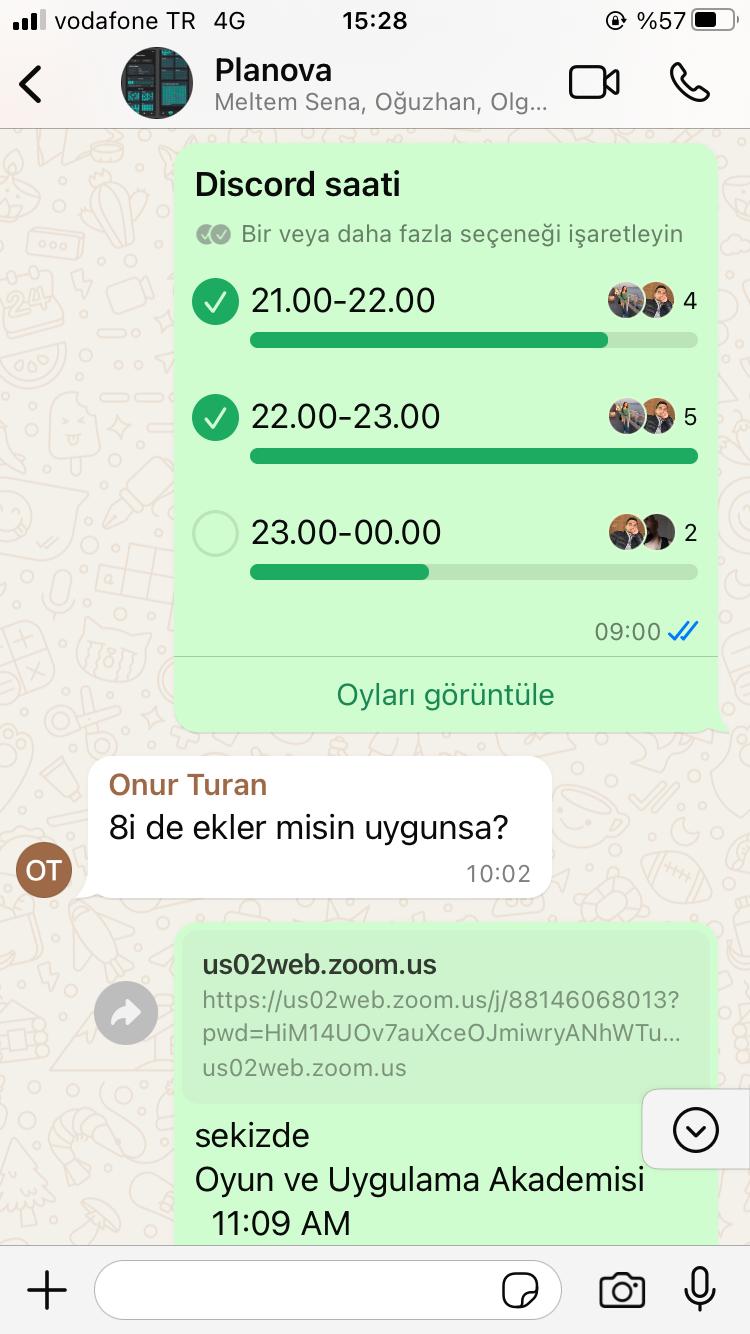 vodafone TR 4G 15:28 %57
Planova
Meltem Sena, Oğuzhan, Olg...
Discord saati
Bir veya daha fazla seçeneği işaretleyin
21.00-22.00 4
22.00-23.00 5
23.00-00.00 2
09:00
Oyları görüntüle
Onur Turan
8i de ekler misin uygunsa?
OT
10:02
us02web.zoom.us
https://us02web.zoom.us/j/88146068013?
pwd=HiM14UOv7auXceOJmiwryANhWTu...
us02web.zoom.us
sekizde
Oyun ve Uygulama Akademisi
11:09 AM